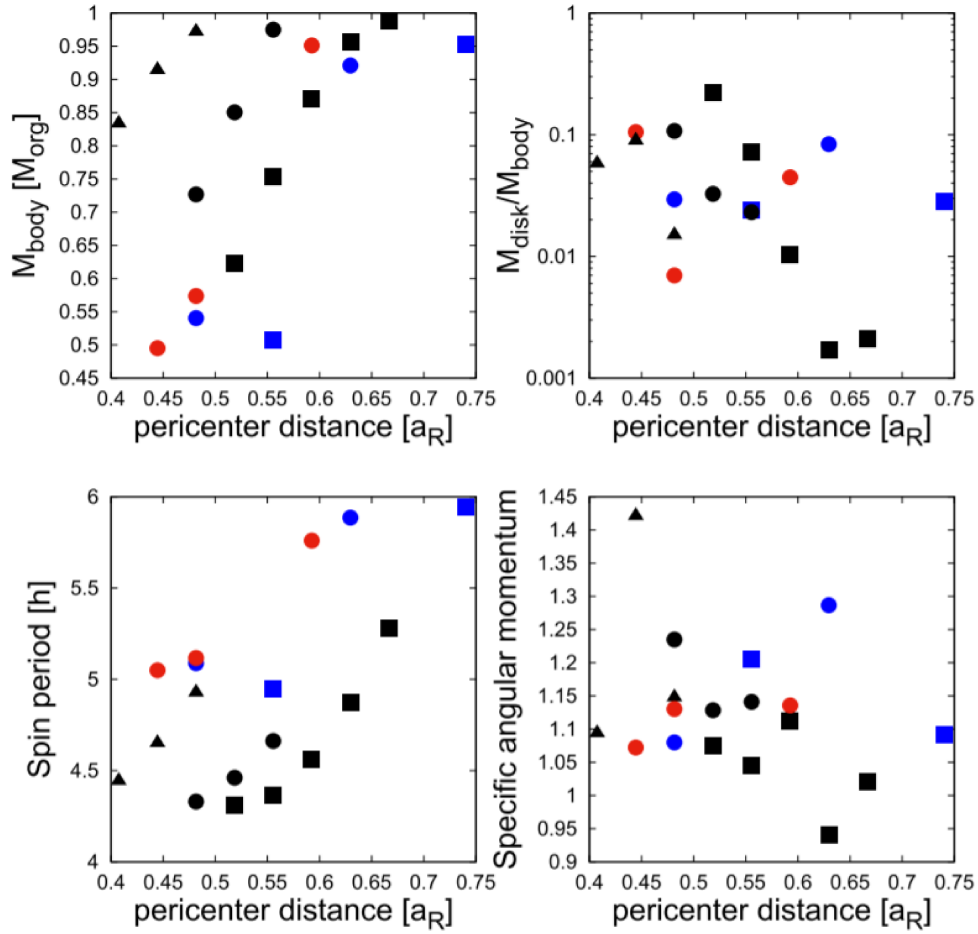 1
0.95
0.9
0.85
0.8
0.75
0.7
0.65
0.6
0.55
0.5
0.45
M_body [M_org]
0.4 0.45 0.5 0.55 0.6 0.65 0.7 0.75
pericenter distance [a_R]
1
0.1
0.01
0.001
M_disk/M_body
0.4 0.45 0.5 0.55 0.6 0.65 0.7 0.75
pericenter distance [a_R]
6
5.5
5
4.5
4
Spin period [h]
0.4 0.45 0.5 0.55 0.6 0.65 0.7 0.75
pericenter distance [a_R]
1.45
1.4
1.35
1.3
1.25
1.2
1.15
1.1
1.05
1
0.95
0.9
Specific angular momentum
0.4 0.45 0.5 0.55 0.6 0.65 0.7 0.75
pericenter distance [a_R]